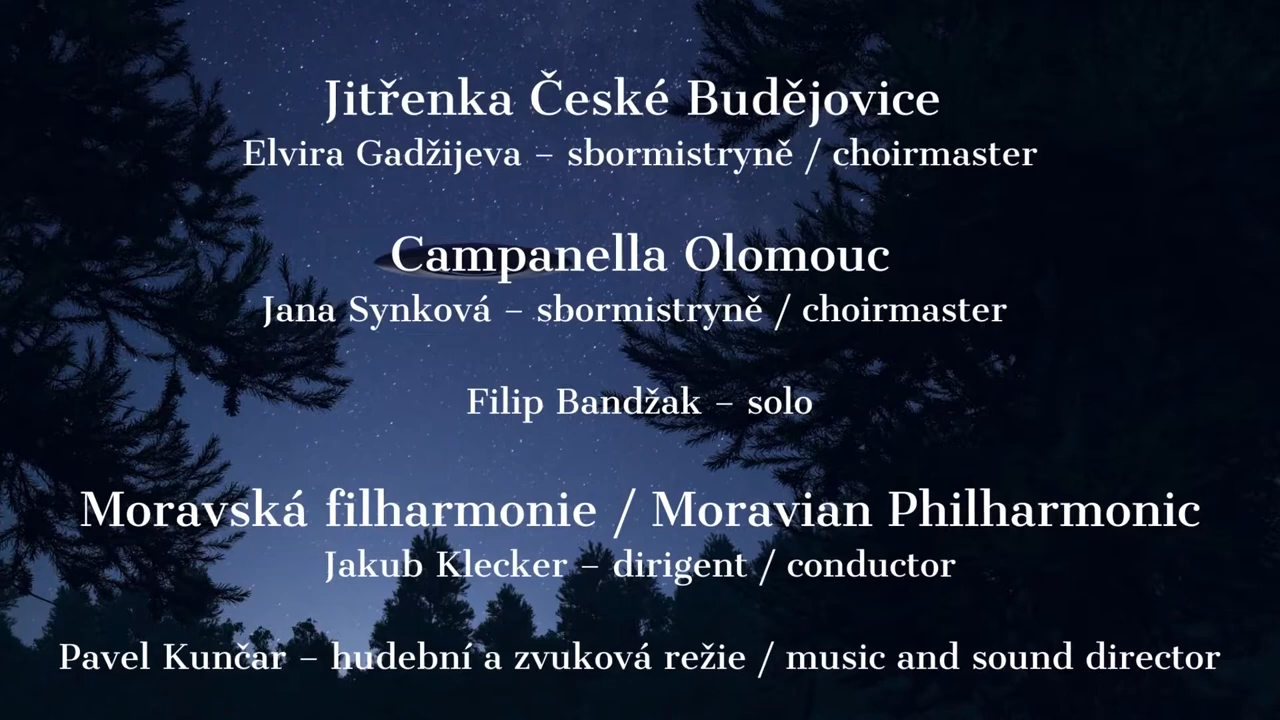 Jitřenka České Budějovice
Elvira Gadžijeva – sbormistryně / choirmaster
Campanella Olomouc
Jana Synková – sbormistryně / choirmaster
Filip Bandžak – solo
Moravská filharmonie / Moravian Philharmonic
Jakub Klecker – dirigent / conductor
Pavel Kunčar – hudební a zvuková režie / music and sound director